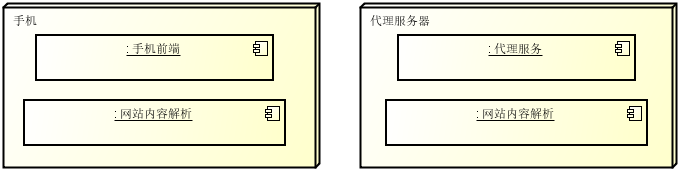 手机
: 手机前端
: 网站内容解析
代理服务器
: 代理服务
: 网站内容解析